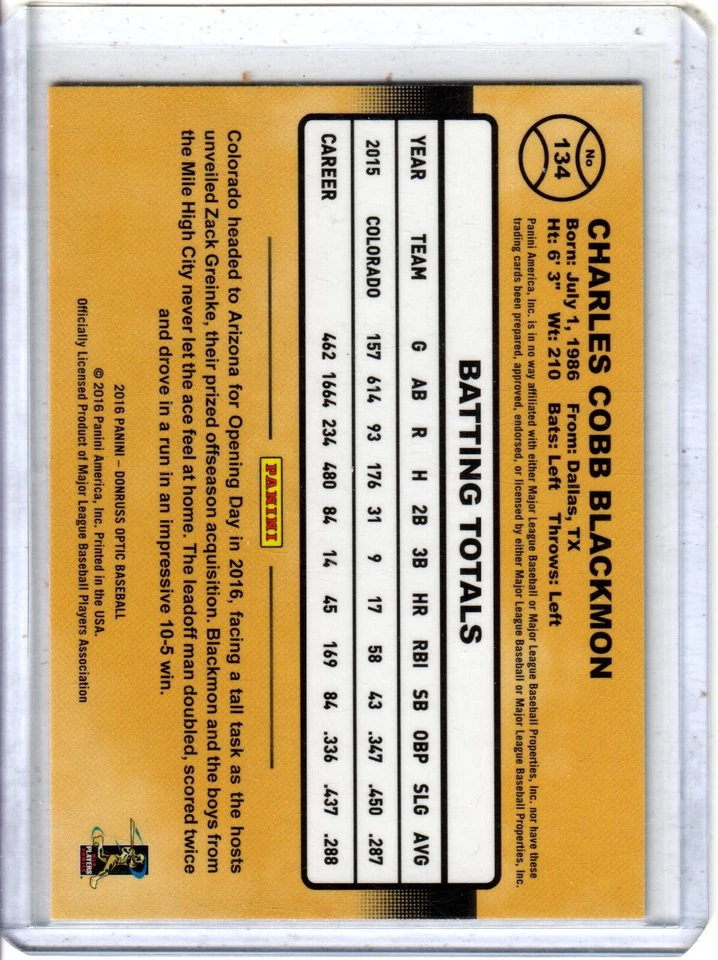 No
134
CHARLES COBB BLACKMON
Born: July 1, 1986 From: Dallas, TX
Ht: 6' 3" Wt: 210 Bats: Left Throws: Left
Panini America, Inc. is in no way affiliated with either Major League Baseball or Major League Baseball Properties, Inc. nor have these
trading cards been prepared, approved, endorsed, or licensed by either Major League Baseball or Major League Baseball Properties, Inc.
BATTING TOTALS
YEAR TEAM G AB R H 2B 3B HR RBI SB OBP SLG AVG
2015 COLORADO 157 614 93 176 31 9 17 58 43 .347 .450 .287
CAREER 462 1664 234 480 84 14 45 169 84 .336 .437 .288
PANINI
Colorado headed to Arizona for Opening Day in 2016, facing a tall task as the hosts
unveiled Zack Greinke, their prized offseason acquisition. Blackmon and the boys from
the Mile High City never let the ace feel at home. The leadoff man doubled, scored twice
and drove in a run in an impressive 10-5 win.
2016 PANINI – DONRUSS OPTIC BASEBALL
© 2016 Panini America, Inc. Printed in the USA.
Officially Licensed Product of Major League Baseball Players Association
PLAYERS